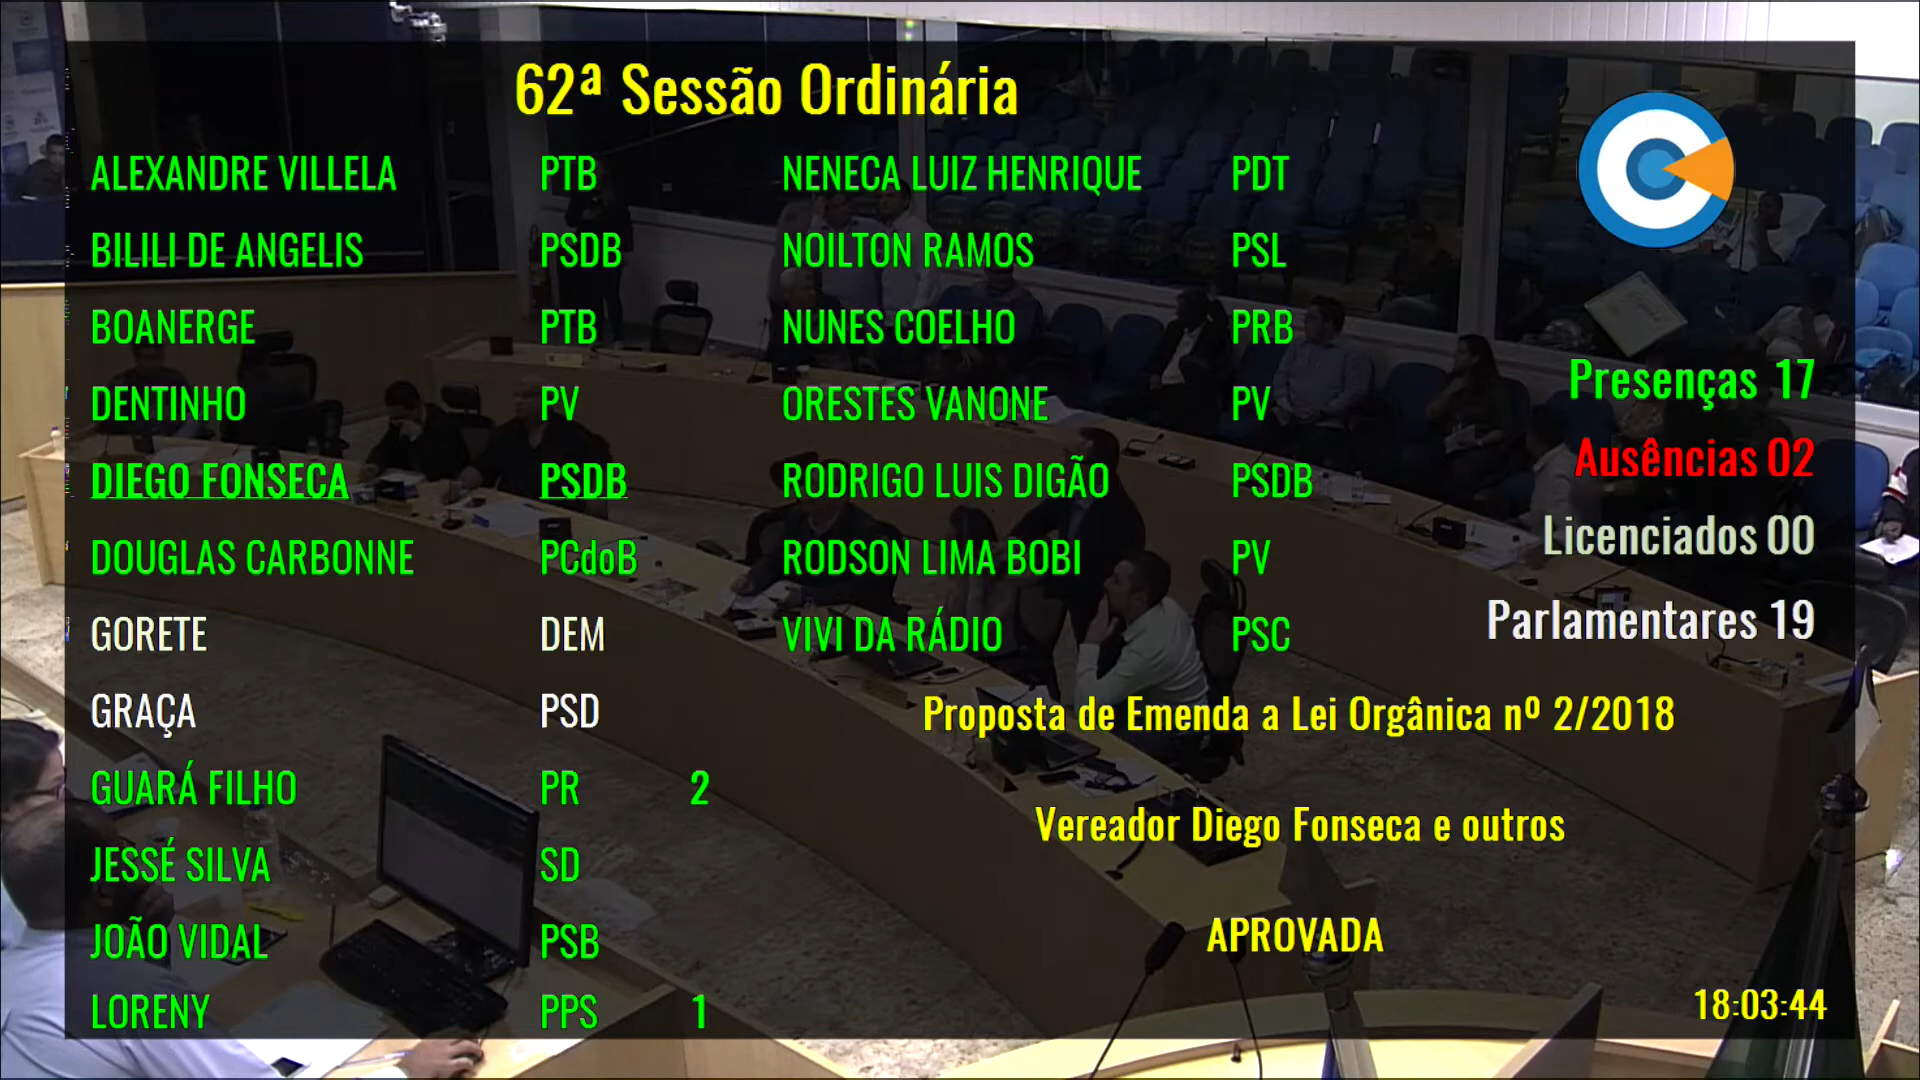 62ª Sessão Ordinária
ALEXANDRE VILLELA PTB
BILILI DE ANGELIS PSDB
BOANERGE PTB
DENTINHO PV
DIEGO FONSECA PSDB
DOUGLAS CARBONNE PCdoB
GORETE DEM
GRAÇA PSD
GUARÁ FILHO PR 2
JESSÉ SILVA SD
JOÃO VIDAL PSB
LORENY PPS 1
NENECA LUIZ HENRIQUE PDT
NOILTON RAMOS PSL
NUNES COELHO PRB
ORESTES VANONE PV
RODRIGO LUIS DIGÃO PSDB
RODSON LIMA BOBI PV
VIVI DA RÁDIO PSC
Presenças 17
Ausências 02
Licenciados 00
Parlamentares 19
Proposta de Emenda a Lei Orgânica nº 2/2018
Vereador Diego Fonseca e outros
APROVADA
18:03:44